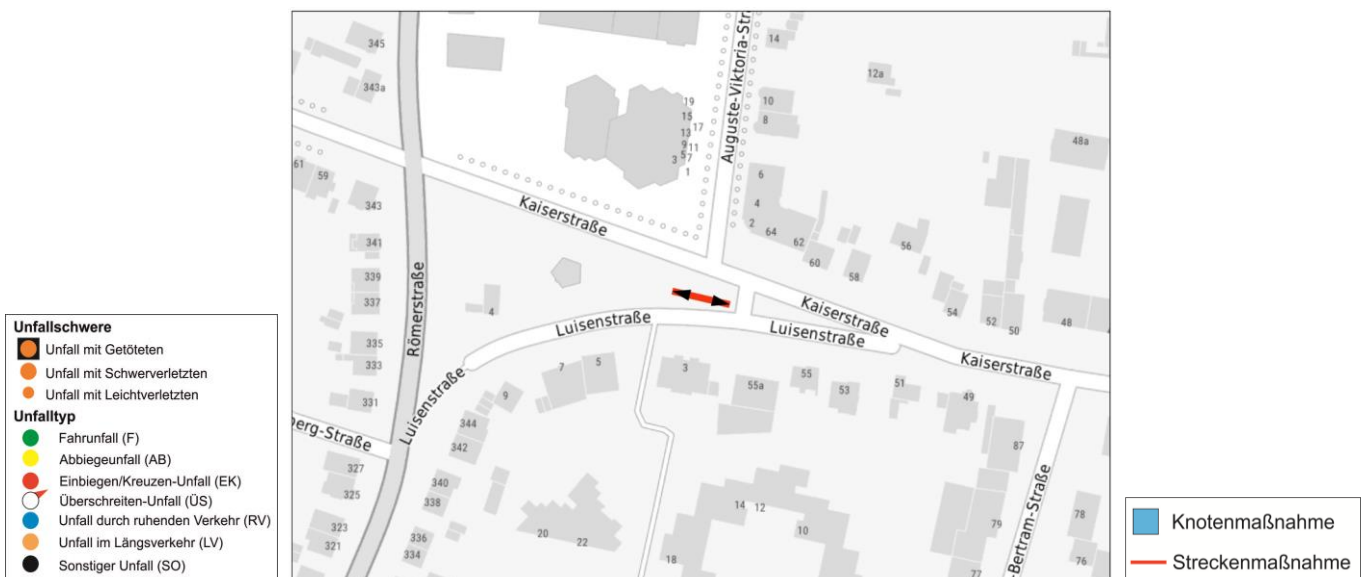 Unfallschwere
Unfall mit Getöteten
Unfall mit Schwerverletzten
Unfall mit Leichtverletzten
Unfalltyp
Fahrunfall (F)
Abbiegeunfall (AB)
Einbiegen/Kreuzen-Unfall (EK)
Überschreiten-Unfall (ÜS)
Unfall durch ruhenden Verkehr (RV)
Unfall im Längsverkehr (LV)
Sonstiger Unfall (SO)
345
343a
61
59
343
341
339
337
335
333
331
327
325
323
321
Römerstraße
berg-Straße
Kaiserstraße
19
15
17
13
9
11
5
7
3
1
Auguste-Viktoria-Stra
14
12a
10
8
6
4
2
64
62
60
58
56
54
52
50
48
48a
Kaiserstraße
Kaiserstraße
4
Luisenstraße
Luisenstraße
Luisenstraße
7
5
9
3
55a
55
53
51
49
344
342
340
338
336
334
20
22
18
14
12
10
87
79
77
78
76
-Bertram-Straße
Knotenmaßnahme
Streckenmaßnahme